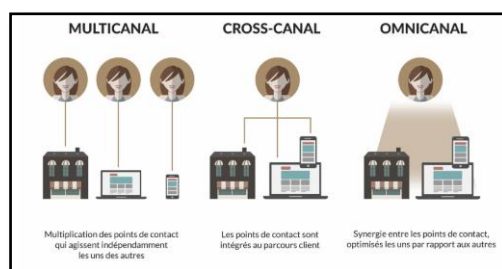 MULTICANAL
CROSS-CANAL
OMNICANAL
Multiplication des points de contact
qui agissent indépendamment
les uns des autres
Les points de contact sont
intégrés au parcours client
Synergie entre les points de contact,
optimisés les uns par rapport aux autres